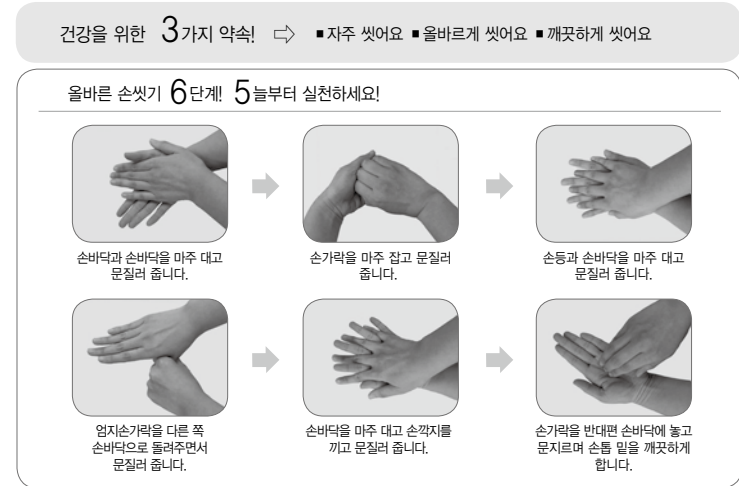 건강을 위한 3가지 약속! ⇨ ■ 자주 씻어요 ■ 올바르게 씻어요 ■ 깨끗하게 씻어요
올바른 손씻기 6단계! 5늘부터 실천하세요!
손바닥과 손바닥을 마주 대고
문질러 줍니다.
손가락을 마주 잡고 문질러
줍니다.
손등과 손바닥을 마주 대고
문질러 줍니다.
엄지손가락을 다른 쪽
손바닥으로 돌려주면서
문질러 줍니다.
손바닥을 마주 대고 손깍지를
끼고 문질러 줍니다.
손가락을 반대편 손바닥에 놓고
문지르며 손톱 밑을 깨끗하게
합니다.